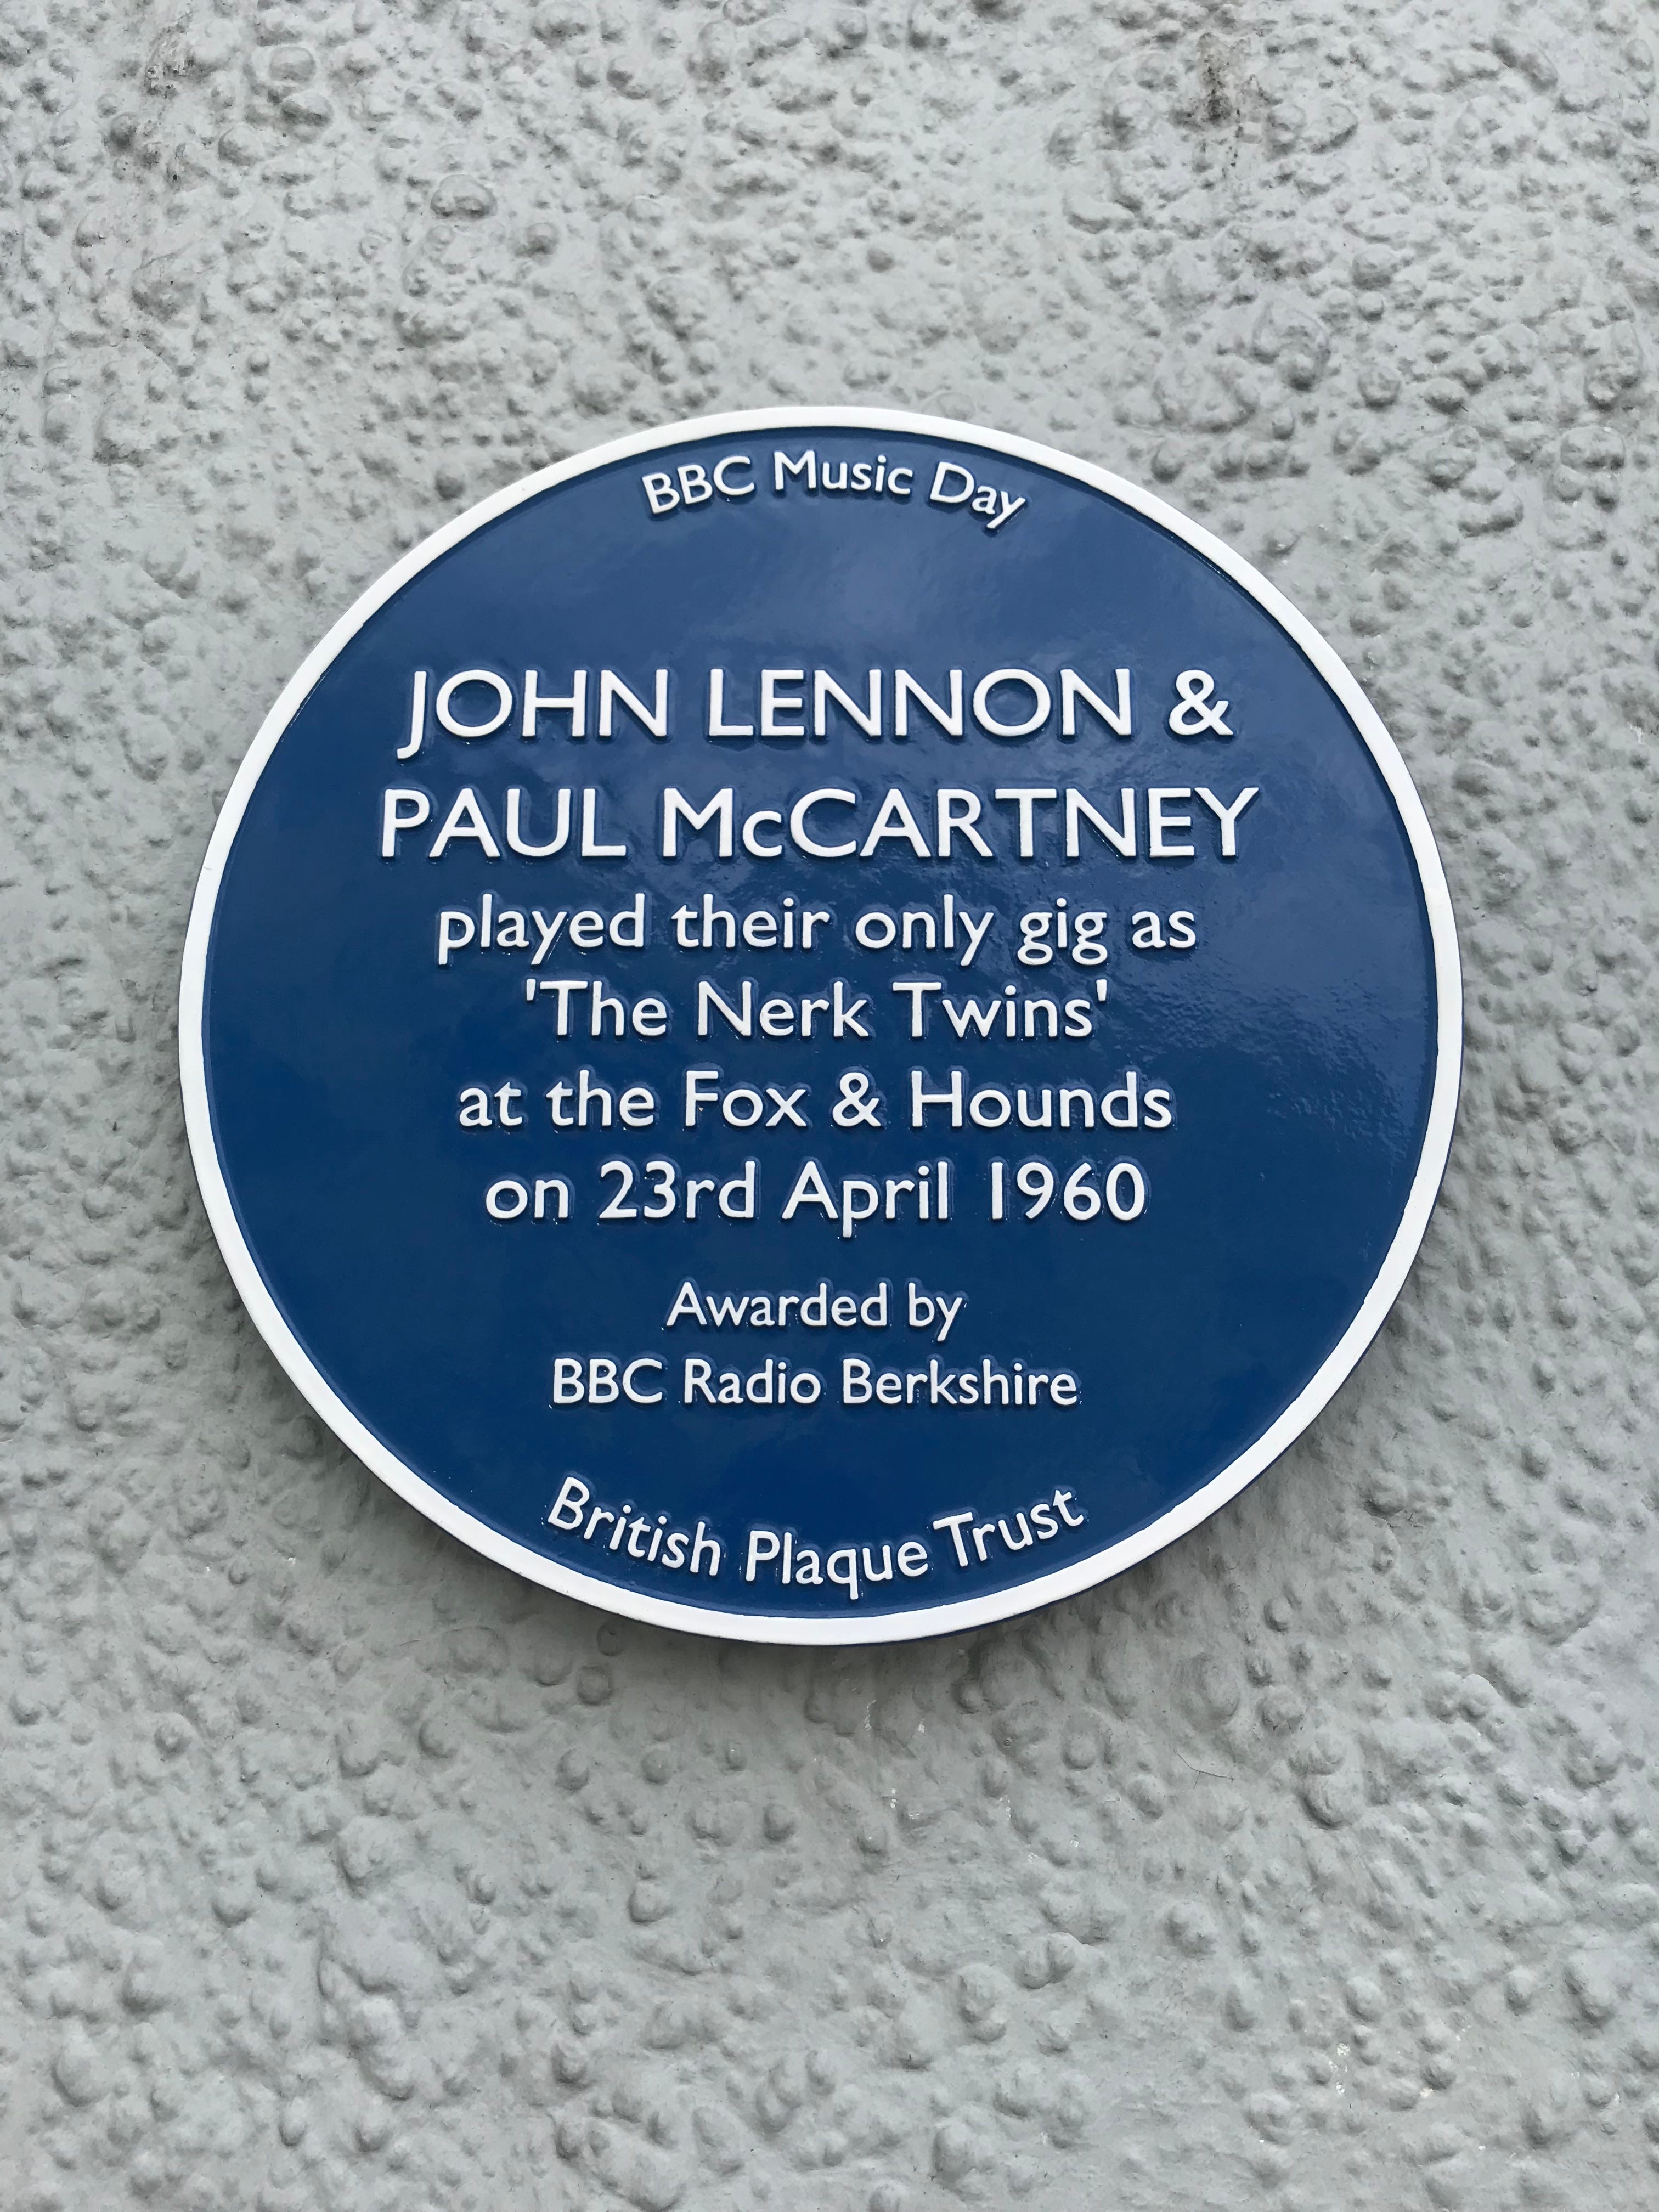 BBC Music Day
JOHN LENNON &
PAUL McCARTNEY
played their only gig as
'The Nerk Twins'
at the Fox & Hounds
on 23rd April 1960
Awarded by
BBC Radio Berkshire
British Plaque Trust